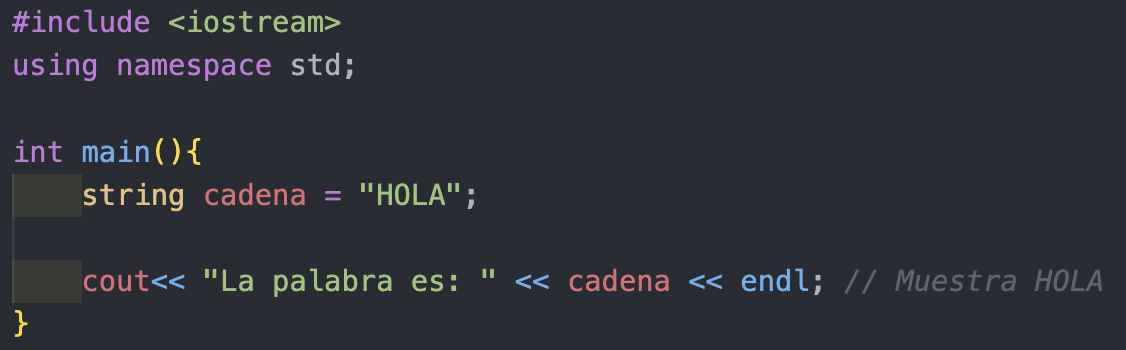 #include <iostream>
using namespace std;
int main(){
string cadena = "HOLA";
cout<< "La palabra es: " << cadena << endl; // Muestra HOLA
}